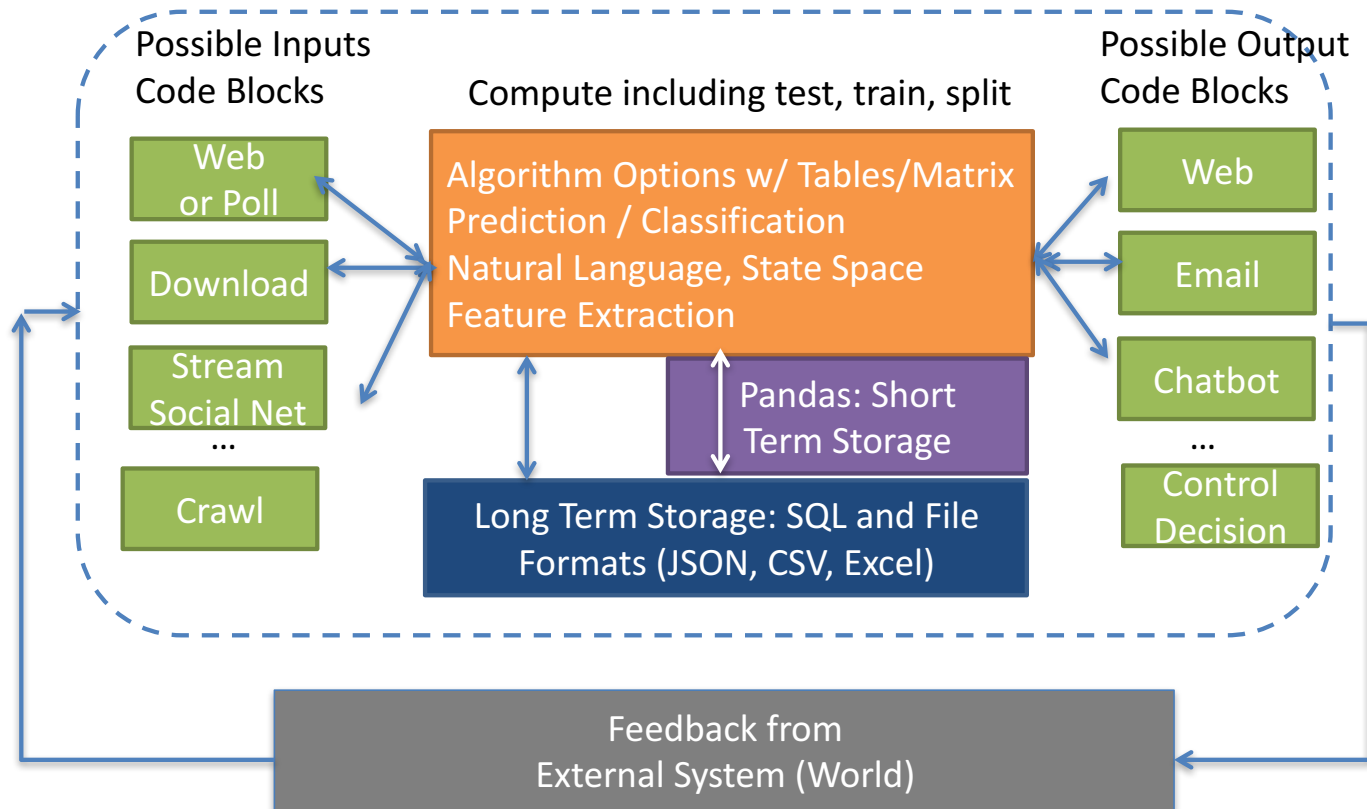 Possible Inputs
Code Blocks
Web
or Poll
Download
Stream
Social Net
...
Crawl
Compute including test, train, split
Algorithm Options w/ Tables/Matrix
Prediction / Classification
Natural Language, State Space
Feature Extraction
Pandas: Short
Term Storage
Long Term Storage: SQL and File
Formats (JSON, CSV, Excel)
Possible Output
Code Blocks
Web
Email
Chatbot
...
Control
Decision
Feedback from
External System (World)